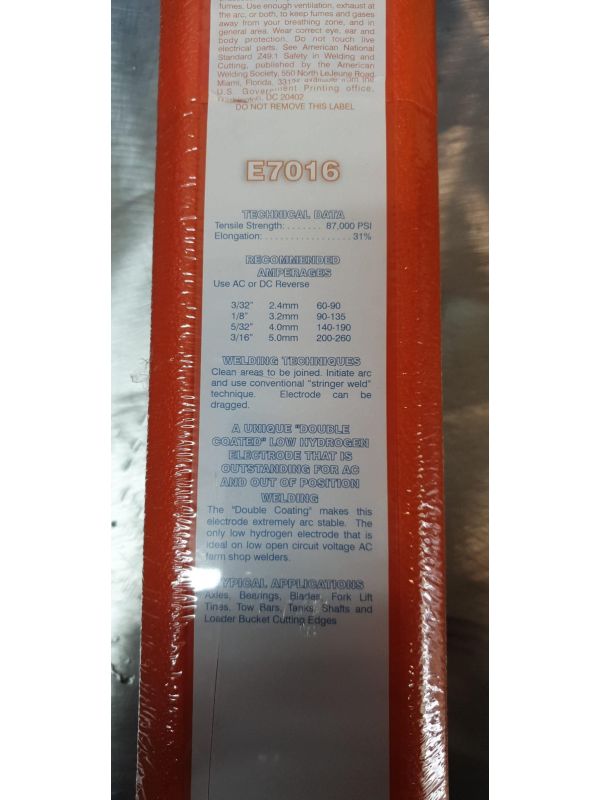 fumes. Use enough ventilation, exhaust at
the arc, or both, to keep fumes and gases
away from your breathing zone, and in
general area. Wear correct eye, ear and
body protection. Do not touch live
electrical parts. See American National
Standard Z49.1 Safety in Welding and
Cutting, published by the American
Welding Society, 550 North LeJeune Road
Miami, Florida, from the
U.S. Government Printing office,
DC 20402
DO NOT REMOVE THIS LABEL
E7016
TECHNICAL DATA
Tensile Strength: . . . . . . . 87,000 PSI
Elongation: . . . . . . . . . . . . . . . . 31%
RECOMMENDED
AMPERAGES
Use AC or DC Reverse
3/32" 2.4mm 60-90
1/8" 3.2mm 90-135
5/32" 4.0mm 140-190
3/16" 5.0mm 200-260
WELDING TECHNIQUES
Clean areas to be joined. Initiate arc
and use conventional "stringer weld"
technique. Electrode can be
dragged.
A UNIQUE "DOUBLE
COATED" LOW HYDROGEN
ELECTRODE THAT IS
OUTSTANDING FOR AC
AND OUT OF POSITION
WELDING
The "Double Coating" makes this
electrode extremely arc stable. The
only low hydrogen electrode that is
ideal on low open circuit voltage AC
farm shop welders.
TYPICAL APPLICATIONS
Axles, Bearings, Blades, Fork Lift
Tines, Tow Bars, Tanks, Shafts and
Loader Bucket Cutting Edges